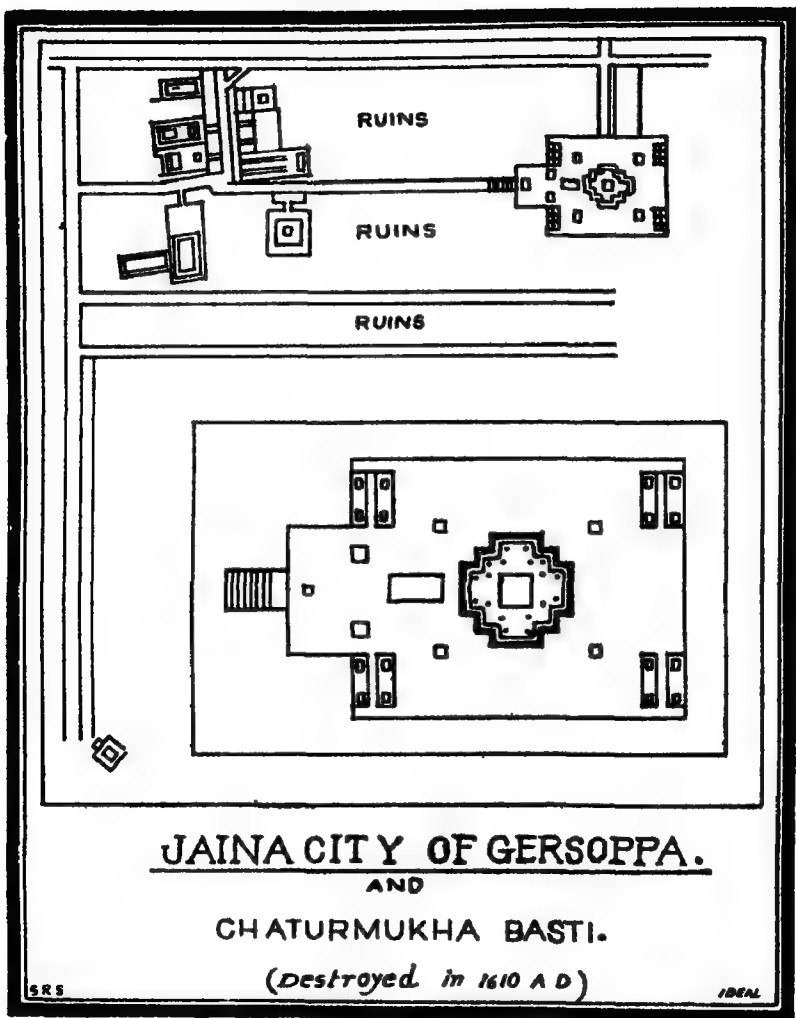 RUINS
RUINS
RUINS
JAINA CITY OF GERSOPPA.
AND
CHATURMUKHA BASTI.
(Destroyed in 1610 A D)
SRS
IDEAL